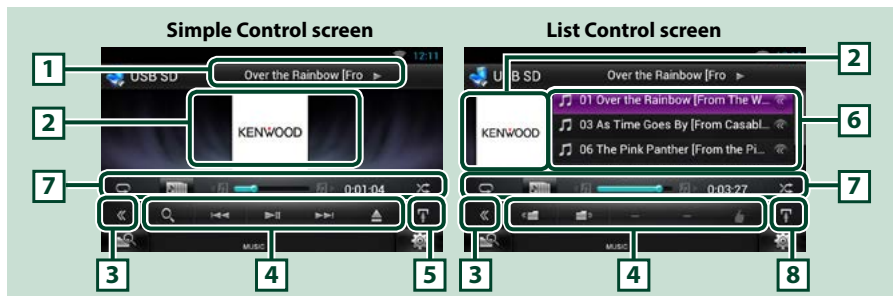 Simple Control screen
List Control screen
12:11
1
USB SD
Over the Rainbow [Fro
2
KENWOOD
7
0:01:04
MUSIC
3
4
5
2
U B SD
Over the Rainbow [Fro
KENWOOD
01 Over the Rainbow [From The W...
03 As Time Goes By [From Casabl...
06 The Pink Panther [From the Pi...
6
7
0:03:27
MUSIC
3
4
8